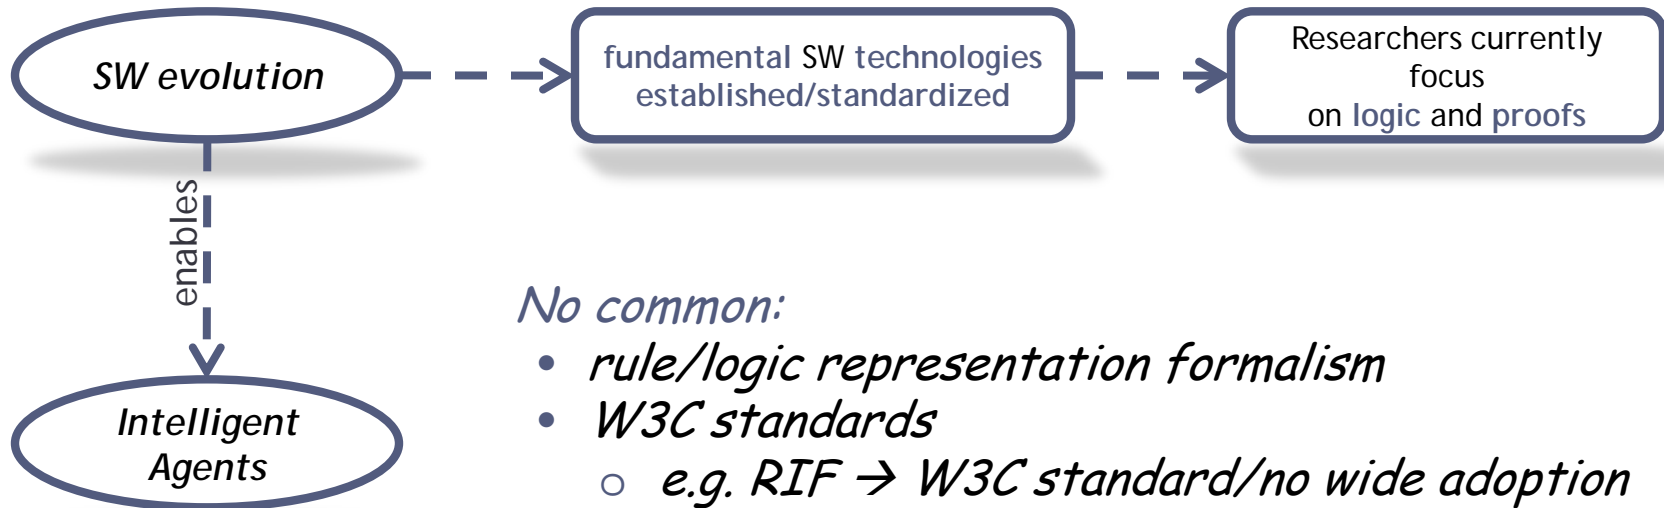 SW evolution
fundamental SW technologies
established/standardized
Researchers currently
focus
on logic and proofs
enables
Intelligent
Agents
No common:
• rule/logic representation formalism
• W3C standards
○ e.g. RIF → W3C standard/no wide adoption